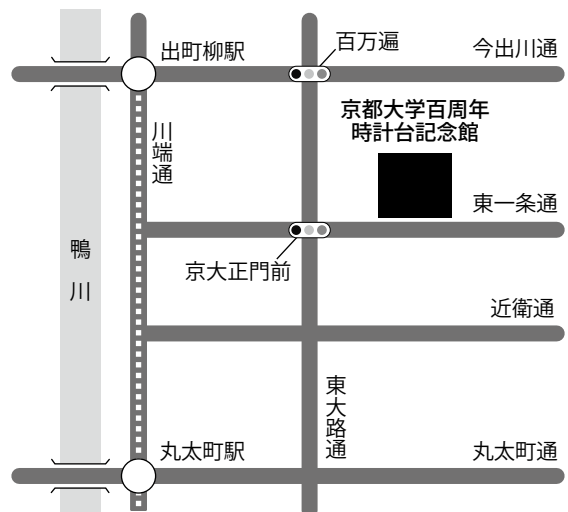 出町柳駅
百万遍
今出川通
京都大学百周年
時計台記念館
川端通
東一条通
京大正門前
鴨川
近衛通
東大路通
丸太町駅
丸太町通